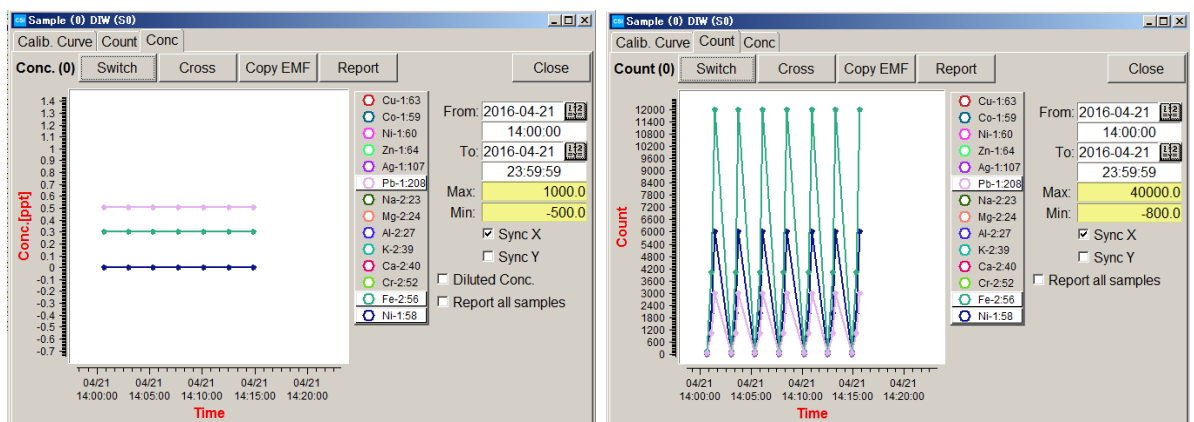 CSI Sample (0) DIW (S0)
Calib. Curve Count Conc
Conc. (0) Switch Cross Copy EMF Report Close
1.4
1.3
1.2
1.1
1
0.9
0.8
0.7
0.6
0.5
0.4
0.3
0.2
0.1
0
-0.1
-0.2
-0.3
-0.4
-0.5
-0.6
-0.7
Conc.[ppt]
04/21 04/21 04/21 04/21 04/21
14:00:00 14:05:00 14:10:00 14:15:00 14:20:00
Time
Cu-1:63
Co-1:59
Ni-1:60
Zn-1:64
Ag-1:107
Pb-1:208
Na-2:23
Mg-2:24
Al-2:27
K-2:39
Ca-2:40
Cr-2:52
Fe-2:56
Ni-1:58
From: 2016-04-21
14:00:00
To: 2016-04-21
23:59:59
Max: 1000.0
Min: -500.0
Sync X
Sync Y
Diluted Conc.
Report all samples
CSI Sample (0) DIW (S0)
Calib. Curve Count Conc
Count (0) Switch Cross Copy EMF Report Close
12000
11400
10800
10200
9600
9000
8400
7800
7200
6600
6000
5400
4800
4200
3600
3000
2400
1800
1200
600
0
Count
04/21 04/21 04/21 04/21 04/21
14:00:00 14:05:00 14:10:00 14:15:00 14:20:00
Time
Cu-1:63
Co-1:59
Ni-1:60
Zn-1:64
Ag-1:107
Pb-1:208
Na-2:23
Mg-2:24
Al-2:27
K-2:39
Ca-2:40
Cr-2:52
Fe-2:56
Ni-1:58
From: 2016-04-21
14:00:00
To: 2016-04-21
23:59:59
Max: 40000.0
Min: -800.0
Sync X
Sync Y
Report all samples